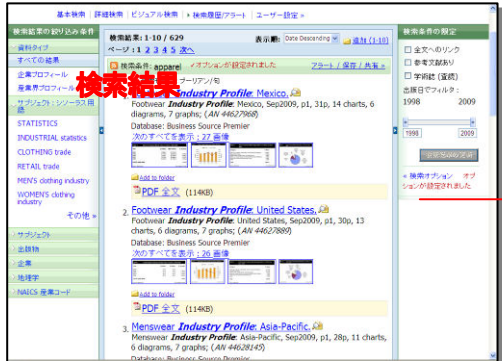 基本検索 | 詳細検索 | ビジュアル検索 | ▸ 検索履歴/アラート | ユーザー設定 »
検索結果の絞り込み条件
資料タイプ
すべての結果
企業プロフィール
産業界プロフィール
サブジェクト:シソーラス用語
STATISTICS
INDUSTRIAL statistics
CLOTHING trade
RETAIL trade
MEN'S clothing industry
WOMEN'S clothing industry
その他 »
サブジェクト
出版物
企業
地理学
NAICS 産業コード
検索結果
検索結果: 1-10 / 629
表示順: Date Descending
追加 (1-10)
ページ: 1 2 3 4 5 次へ
検索条件: apparel
オプションが設定されました
アラート / 保存 / 共有 »
ブーリアン/句
Industry Profile: Mexico.
Footwear Industry Profile: Mexico, Sep2009, p1, 31p, 14 charts, 6 diagrams, 7 graphs; (AN 44627968)
Database: Business Source Premier
次のすべてを表示: 27 画像
Add to folder
PDF 全文 (114KB)
2. Footwear Industry Profile: United States.
Footwear Industry Profile: United States, Sep2009, p1, 30p, 13 charts, 6 diagrams, 7 graphs; (AN 44627889)
Database: Business Source Premier
次のすべてを表示: 26 画像
Add to folder
PDF 全文 (114KB)
3. Menswear Industry Profile: Asia-Pacific.
Menswear Industry Profile: Asia-Pacific, Sep2009, p1, 28p, 11 charts, 6 diagrams, 7 graphs; (AN 44628145)
Database: Business Source Premier
検索条件の限定
全文へのリンク
参考文献あり
学術誌 (査読)
出版日でフィルタ:
1998 2009
1998 2009
« 検索オプション オプションが設定されました